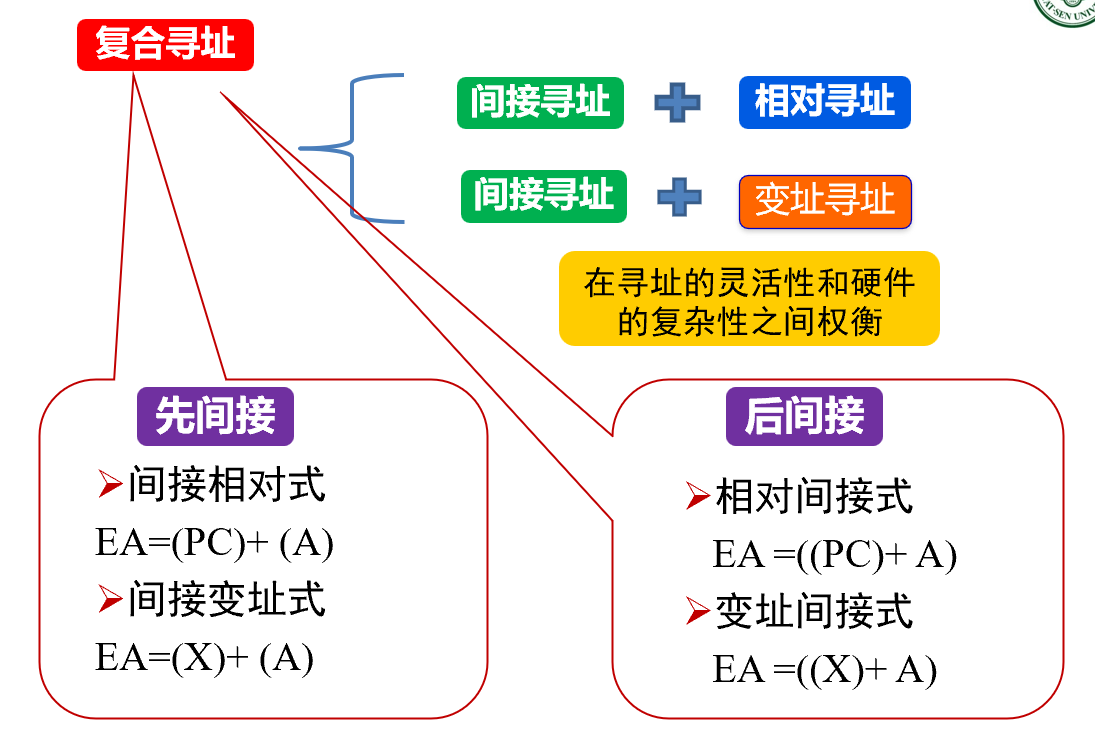 复合寻址
间接寻址
相对寻址
间接寻址
变址寻址
在寻址的灵活性和硬件
的复杂性之间权衡
先间接
➢间接相对式
EA=(PC)+ (A)
➢间接变址式
EA=(X)+ (A)
后间接
➢相对间接式
EA =((PC)+ A)
➢变址间接式
EA =((X)+ A)